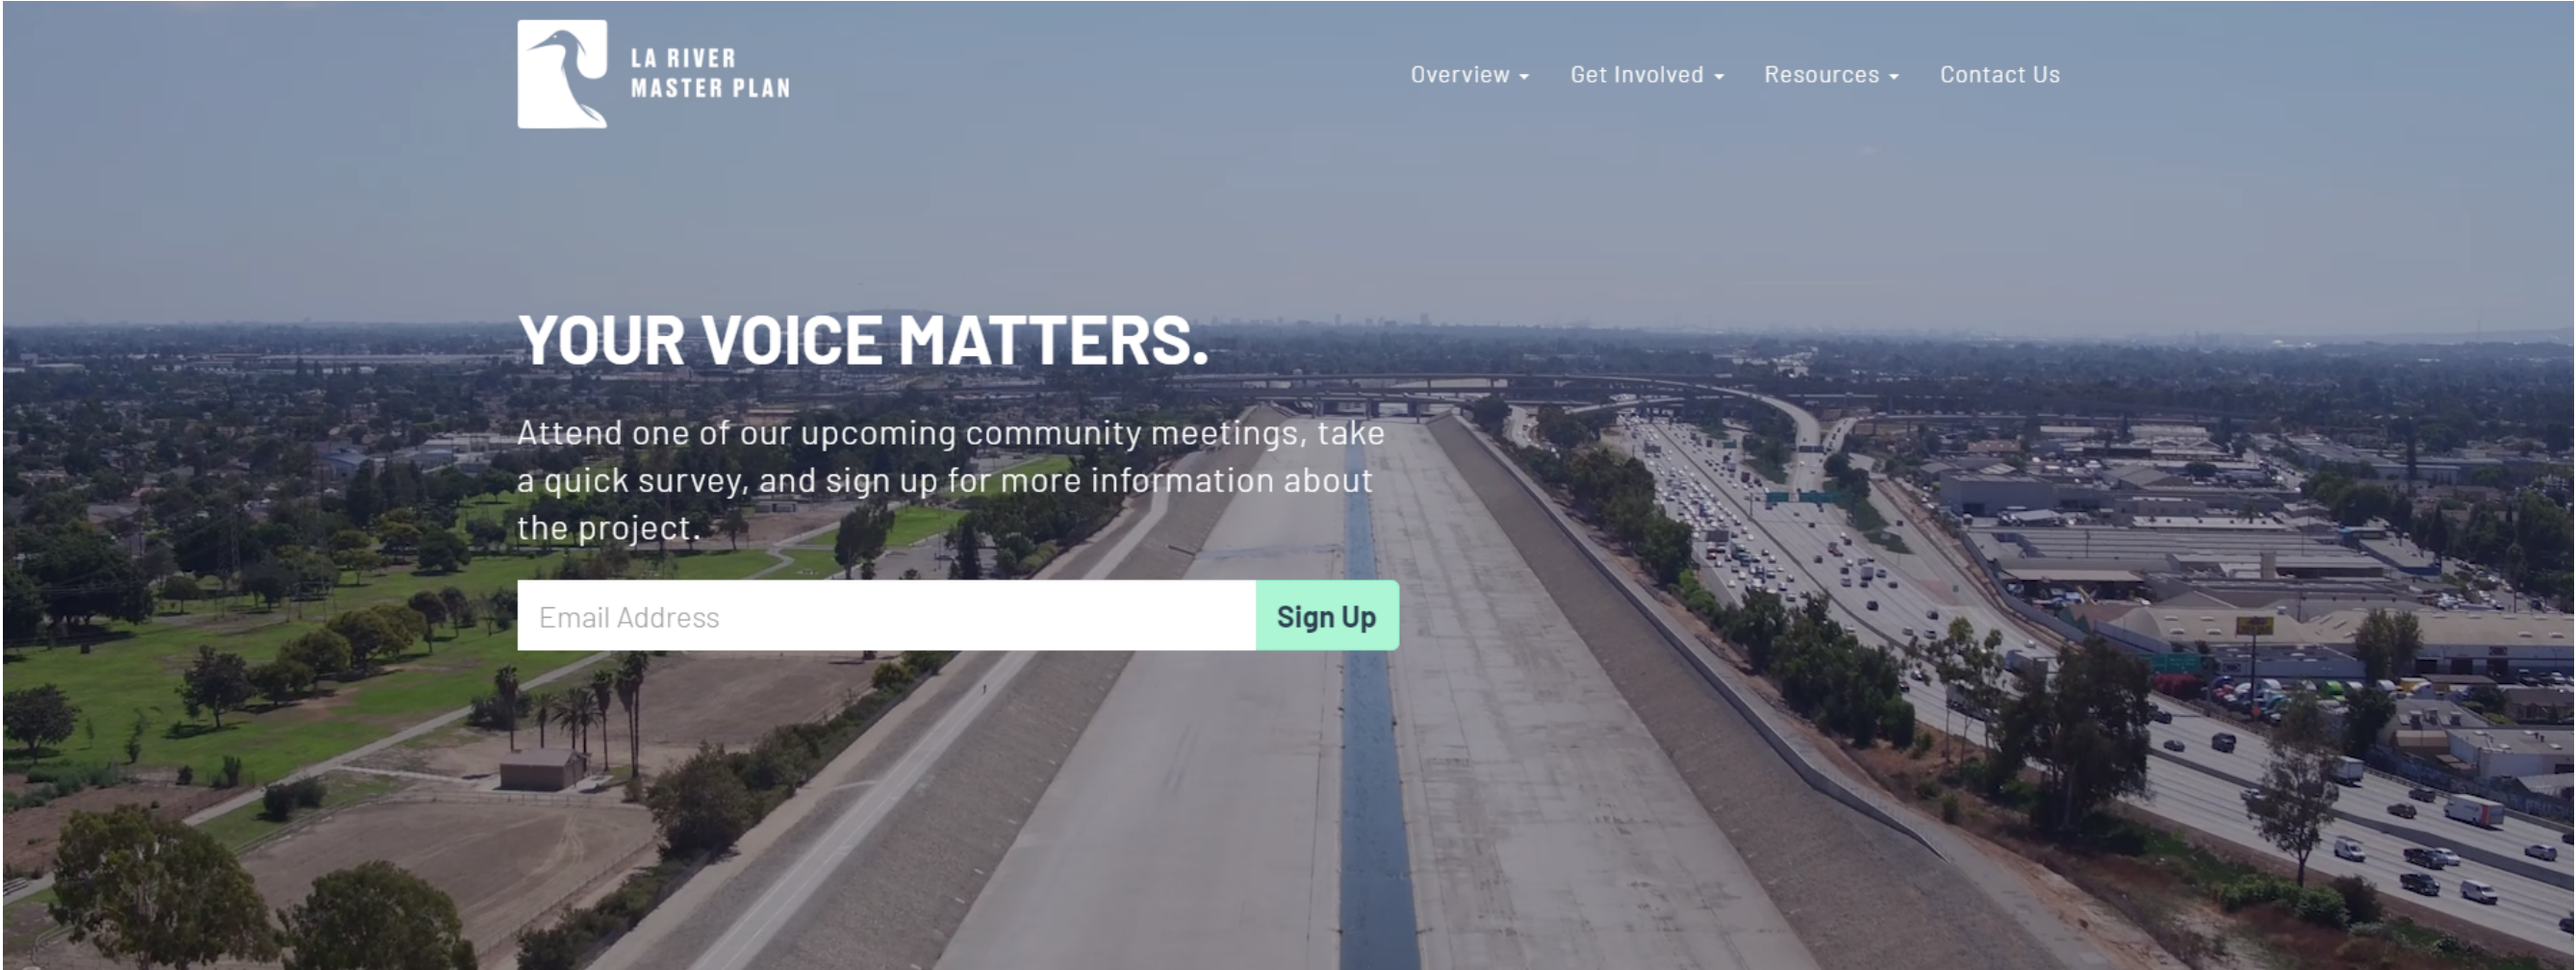 LA RIVER
MASTER PLAN
Overview
Get Involved
Resources
Contact Us
YOUR VOICE MATTERS.
Attend one of our upcoming community meetings, take
a quick survey, and sign up for more information about
the project.
Email Address
Sign Up